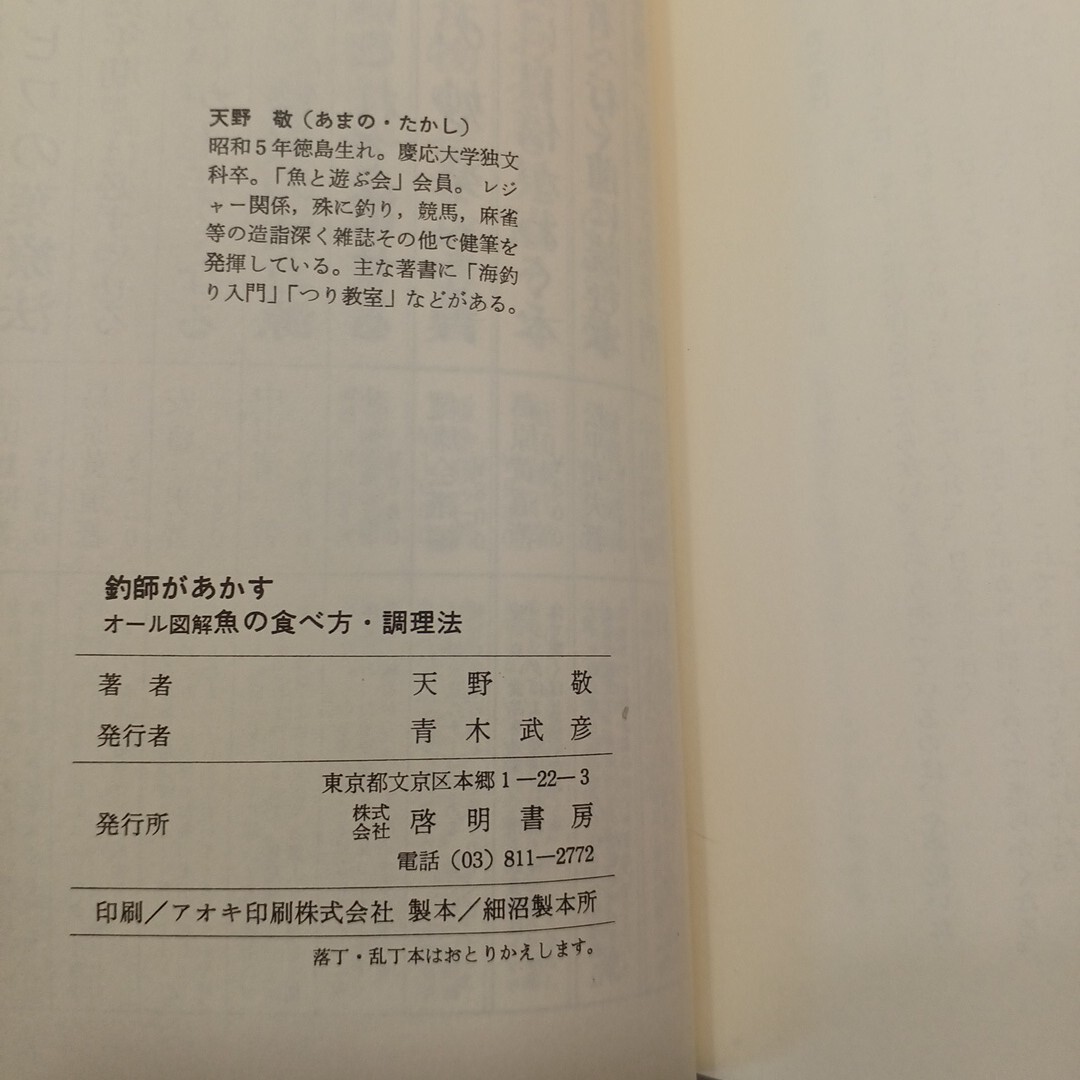 天野 敬(あまの・たかし)
昭和5年徳島生れ。慶応大学独文
科卒。「魚と遊ぶ会」会員。レジ
ャー関係,殊に釣り,競馬,麻雀
等の造詣深く雑誌その他で健筆を
発揮している。主な著書に「海釣
り入門」「つり教室」などがある。
釣師があかす
オール図解魚の食べ方・調理法
著者 天野 敬
発行者 青木武彦
東京都文京区本郷1―22―3
発行所 株式会社 啓明書房
電話(03)811―2772
印刷/アオキ印刷株式会社 製本/細沼製本所
落丁・乱丁本はおとりかえします。